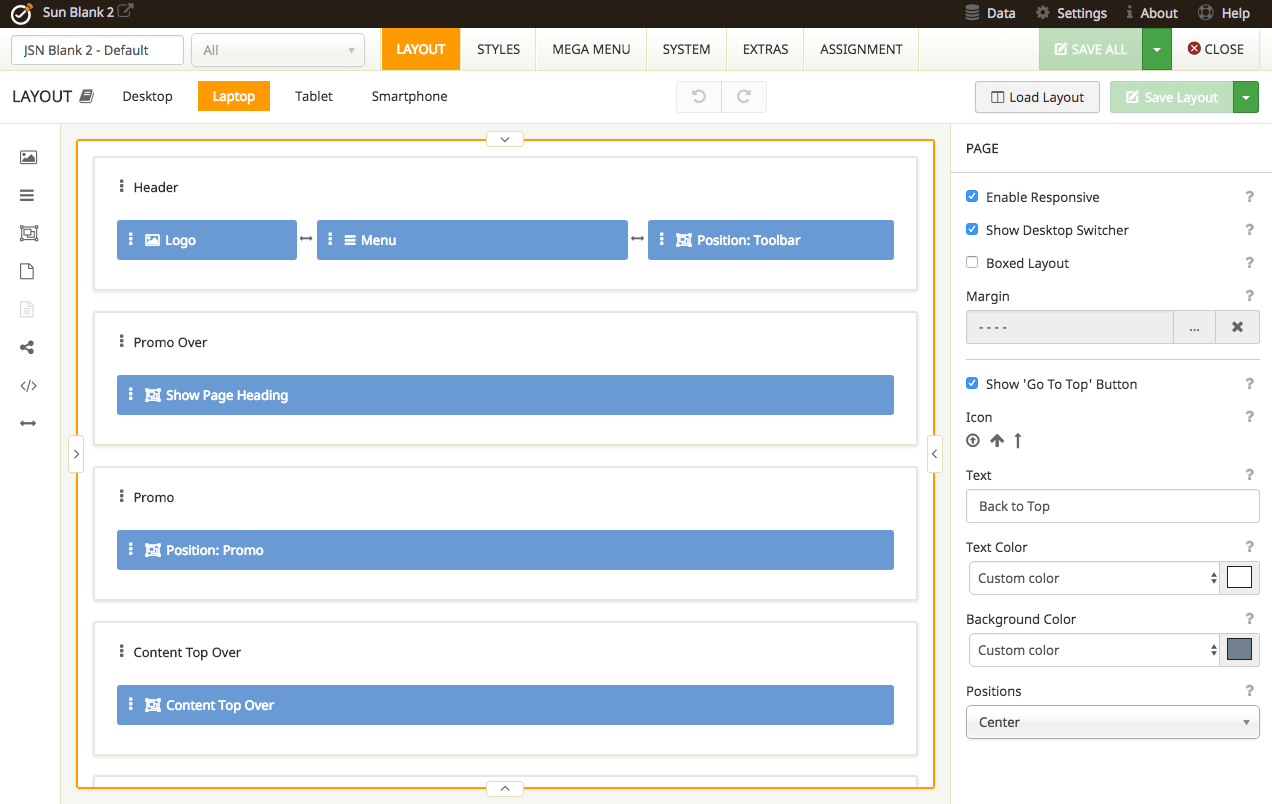 Sun Blank 2 Data Settings About Help
JSN Blank 2 - Default All LAYOUT STYLES MEGA MENU SYSTEM EXTRAS ASSIGNMENT SAVE ALL CLOSE
LAYOUT Desktop Laptop Tablet Smartphone Load Layout Save Layout
Header
Logo Menu Position: Toolbar
Promo Over
Show Page Heading
Promo
Position: Promo
Content Top Over
Content Top Over
PAGE
Enable Responsive ?
Show Desktop Switcher ?
Boxed Layout ?
Margin ?
- - - - ...
Show 'Go To Top' Button ?
Icon ?
Text ?
Back to Top
Text Color ?
Custom color
Background Color ?
Custom color
Positions ?
Center